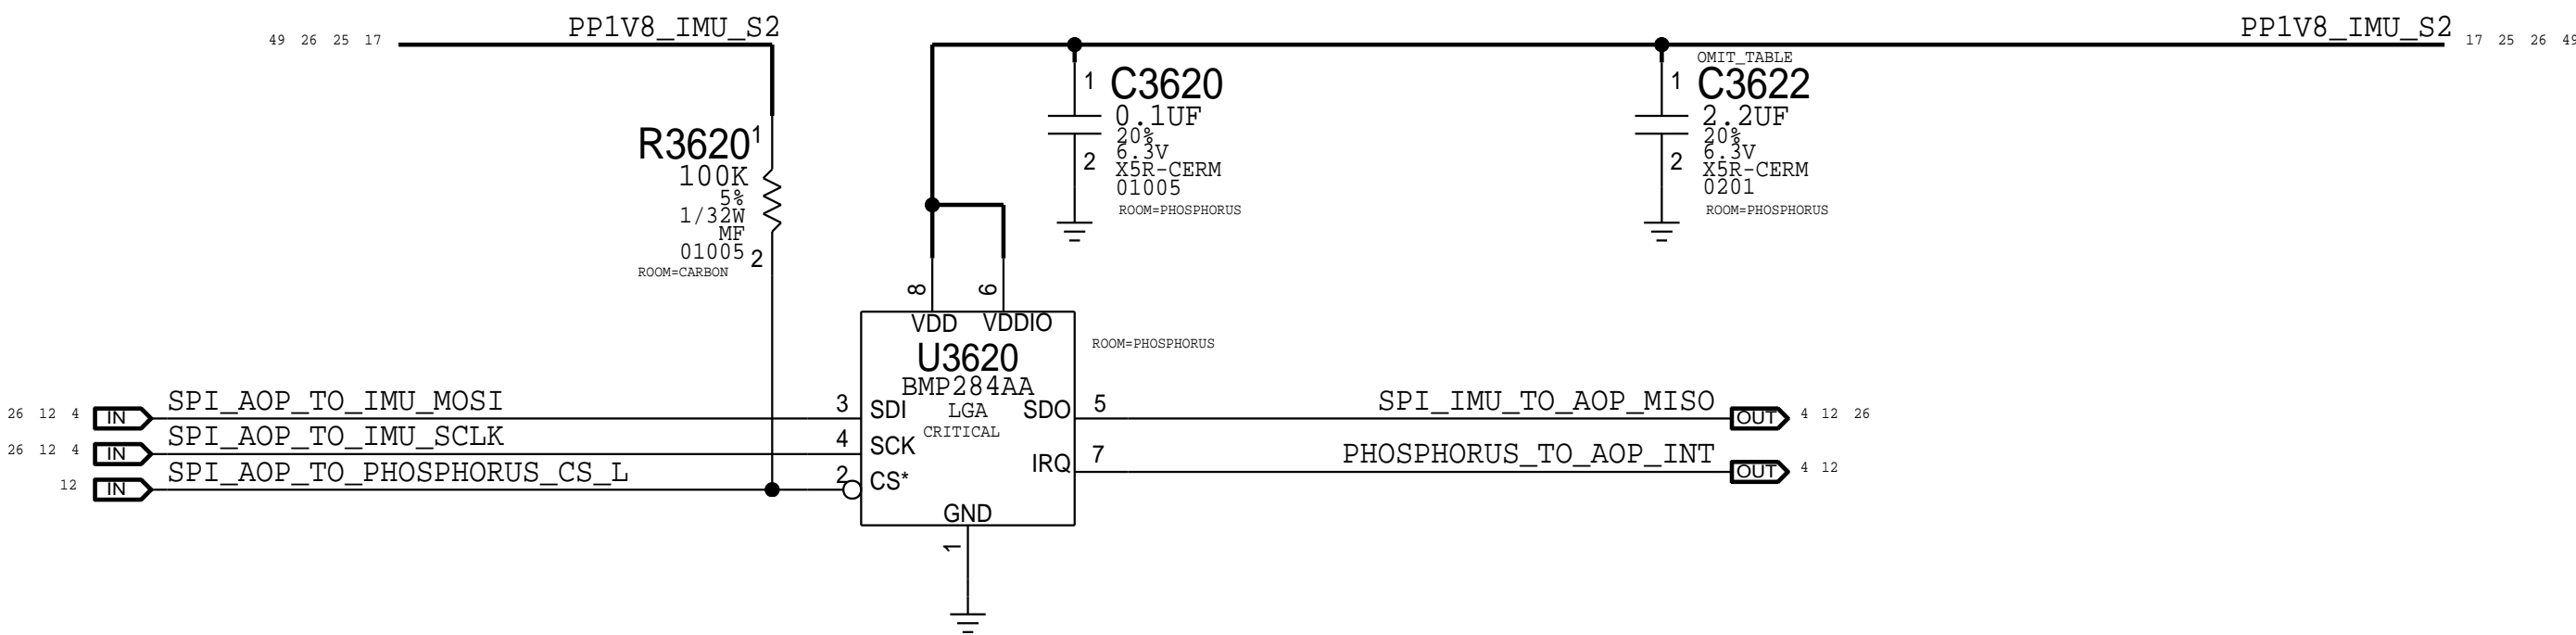 PP1V8_IMU_S2
49 26 25 17
PP1V8_IMU_S2
17 25 26 49
R3620
1
100K
5%
1/32W
MF
01005
2
ROOM=CARBON
1
C3620
0.1UF
20%
6.3V
2
X5R-CERM
01005
ROOM=PHOSPHORUS
OMIT_TABLE
1
C3622
2.2UF
20%
6.3V
2
X5R-CERM
0201
ROOM=PHOSPHORUS
8
6
VDD
VDDIO
U3620
BMP284AA
LGA
CRITICAL
ROOM=PHOSPHORUS
26 12 4
IN
SPI_AOP_TO_IMU_MOSI
3
SDI
26 12 4
IN
SPI_AOP_TO_IMU_SCLK
4
SCK
12
IN
SPI_AOP_TO_PHOSPHORUS_CS_L
2
CS*
SDO
5
SPI_IMU_TO_AOP_MISO
OUT
4 12 26
IRQ
7
PHOSPHORUS_TO_AOP_INT
OUT
4 12
GND
1